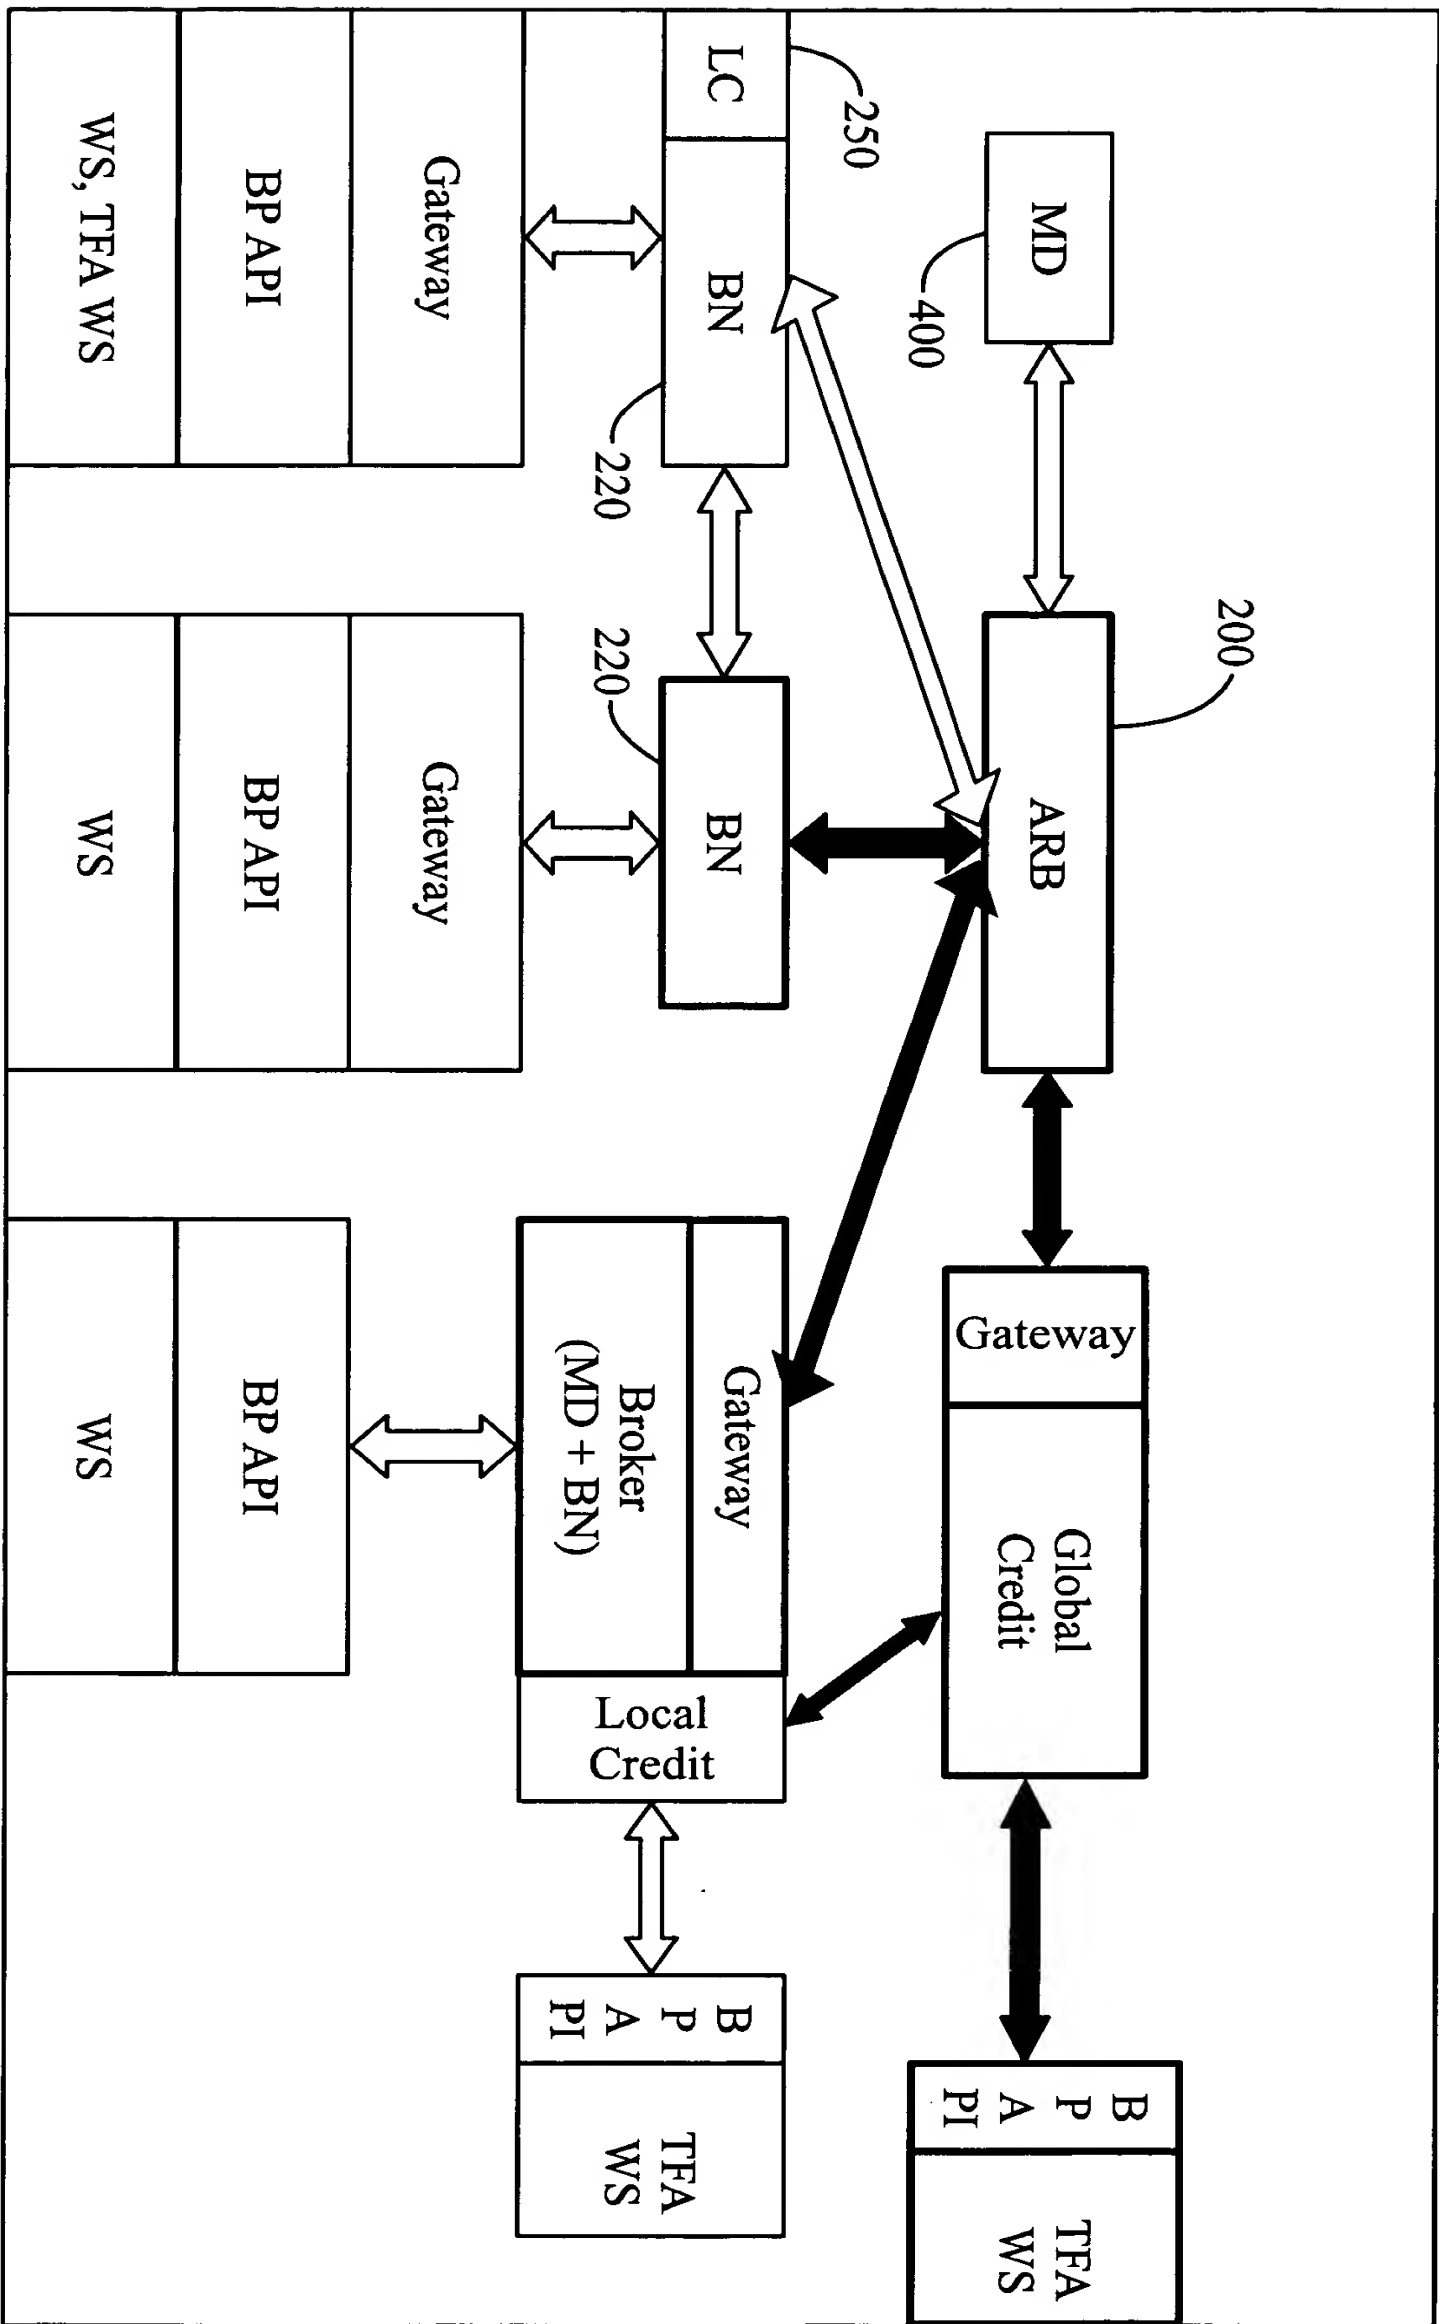 200
MD
400
ARB
Gateway
Global
Credit
B
P
A
PI
TFA
WS
250
LC
BN
220
BN
220
Gateway
Broker
(MD + BN)
Local
Credit
B
P
A
PI
TFA
WS
Gateway
Gateway
BP API
BP API
BP API
WS, TFA WS
WS
WS